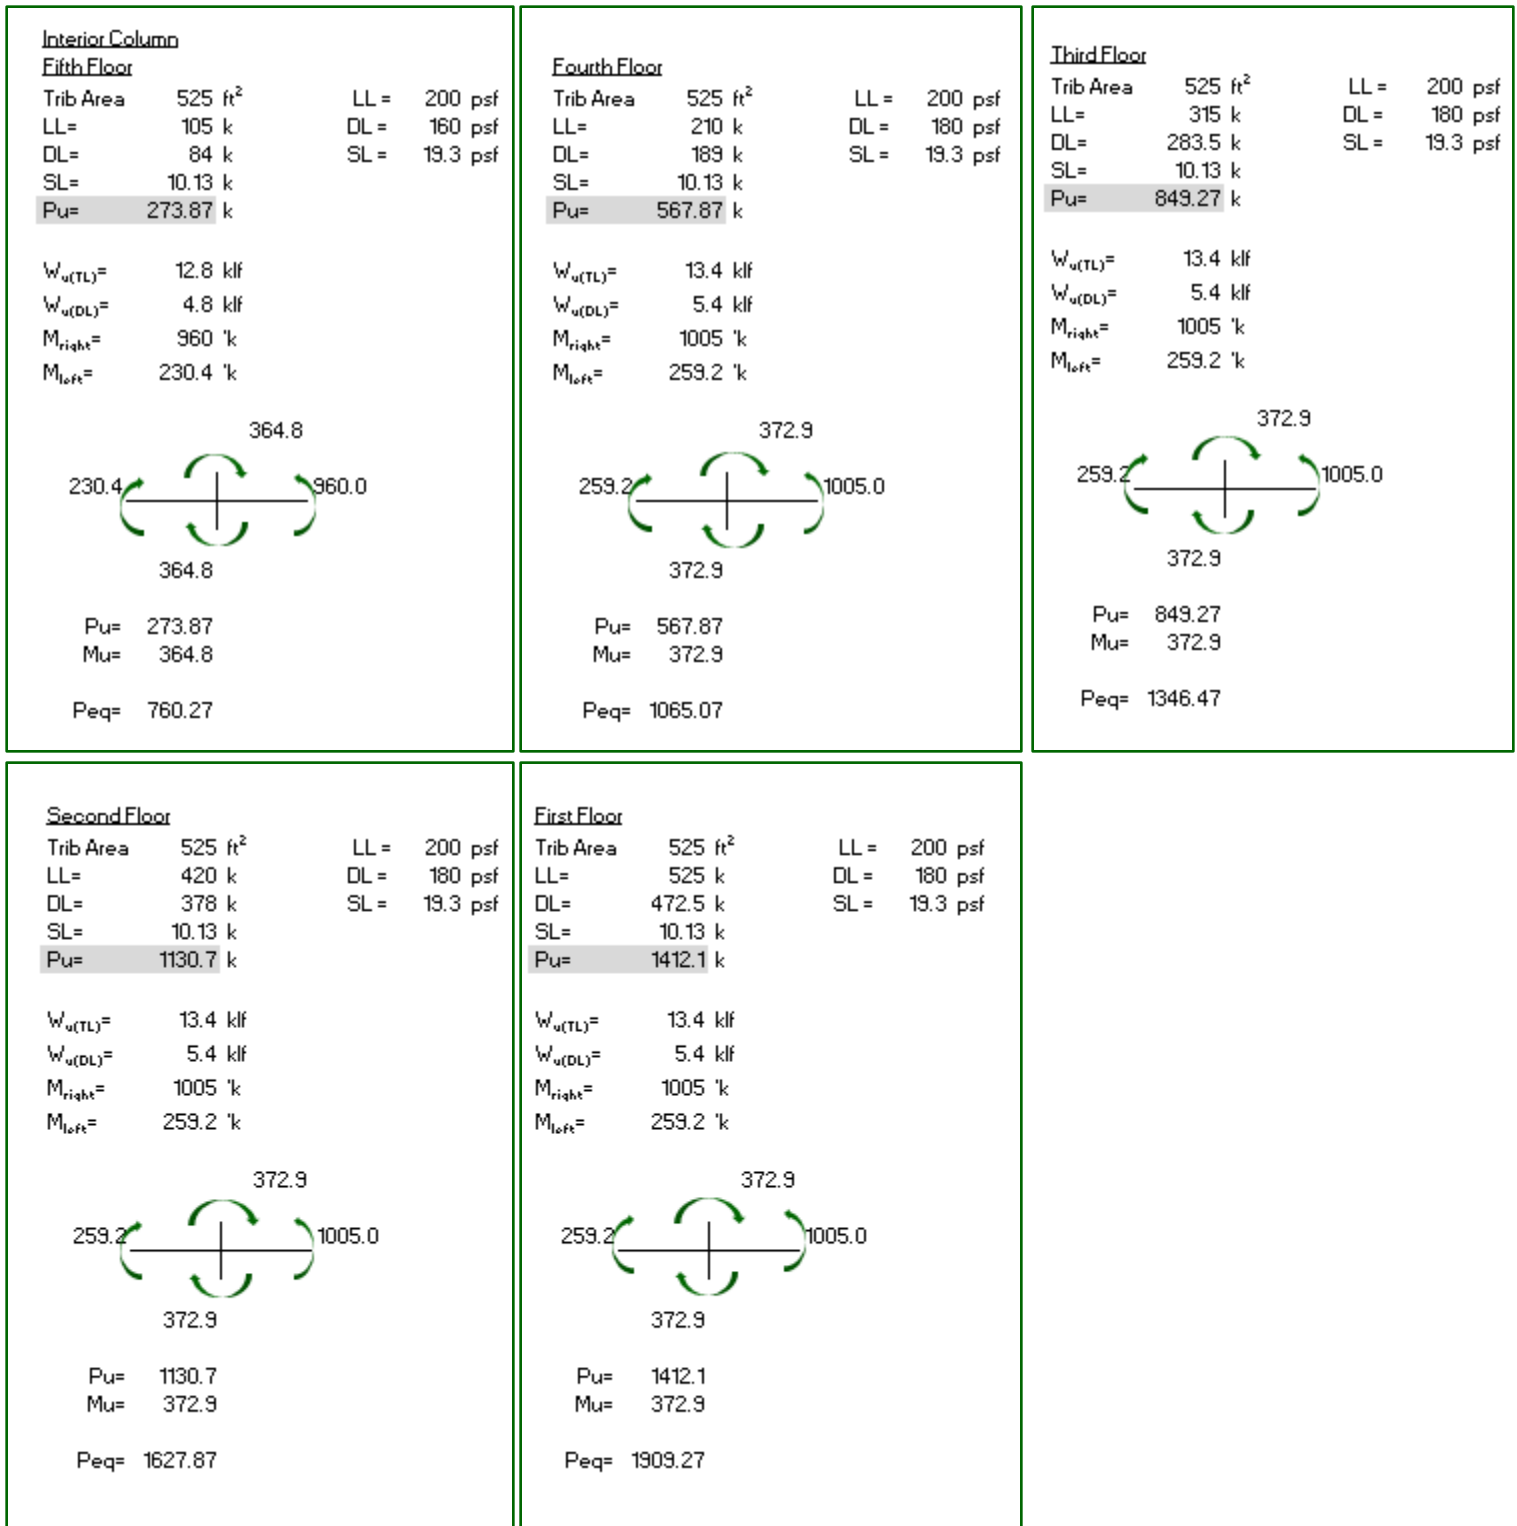 Interior Column
Fifth Floor
Trib Area 525 ft² LL = 200 psf
LL= 105 k DL = 160 psf
DL= 84 k SL = 19.3 psf
SL= 10.13 k
Pu= 273.87 k
Wu(TL)= 12.8 klf
Wu(DL)= 4.8 klf
Mright= 960 'k
Mleft= 230.4 'k
364.8
230.4 960.0
364.8
Pu= 273.87
Mu= 364.8
Peq= 760.27
Fourth Floor
Trib Area 525 ft² LL = 200 psf
LL= 210 k DL = 180 psf
DL= 189 k SL = 19.3 psf
SL= 10.13 k
Pu= 567.87 k
Wu(TL)= 13.4 klf
Wu(DL)= 5.4 klf
Mright= 1005 'k
Mleft= 259.2 'k
372.9
259.2 1005.0
372.9
Pu= 567.87
Mu= 372.9
Peq= 1065.07
Third Floor
Trib Area 525 ft² LL = 200 psf
LL= 315 k DL = 180 psf
DL= 283.5 k SL = 19.3 psf
SL= 10.13 k
Pu= 849.27 k
Wu(TL)= 13.4 klf
Wu(DL)= 5.4 klf
Mright= 1005 'k
Mleft= 259.2 'k
372.9
259.2 1005.0
372.9
Pu= 849.27
Mu= 372.9
Peq= 1346.47
Second Floor
Trib Area 525 ft² LL = 200 psf
LL= 420 k DL = 180 psf
DL= 378 k SL = 19.3 psf
SL= 10.13 k
Pu= 1130.7 k
Wu(TL)= 13.4 klf
Wu(DL)= 5.4 klf
Mright= 1005 'k
Mleft= 259.2 'k
372.9
259.2 1005.0
372.9
Pu= 1130.7
Mu= 372.9
Peq= 1627.87
First Floor
Trib Area 525 ft² LL = 200 psf
LL= 525 k DL = 180 psf
DL= 472.5 k SL = 19.3 psf
SL= 10.13 k
Pu= 1412.1 k
Wu(TL)= 13.4 klf
Wu(DL)= 5.4 klf
Mright= 1005 'k
Mleft= 259.2 'k
372.9
259.2 1005.0
372.9
Pu= 1412.1
Mu= 372.9
Peq= 1909.27